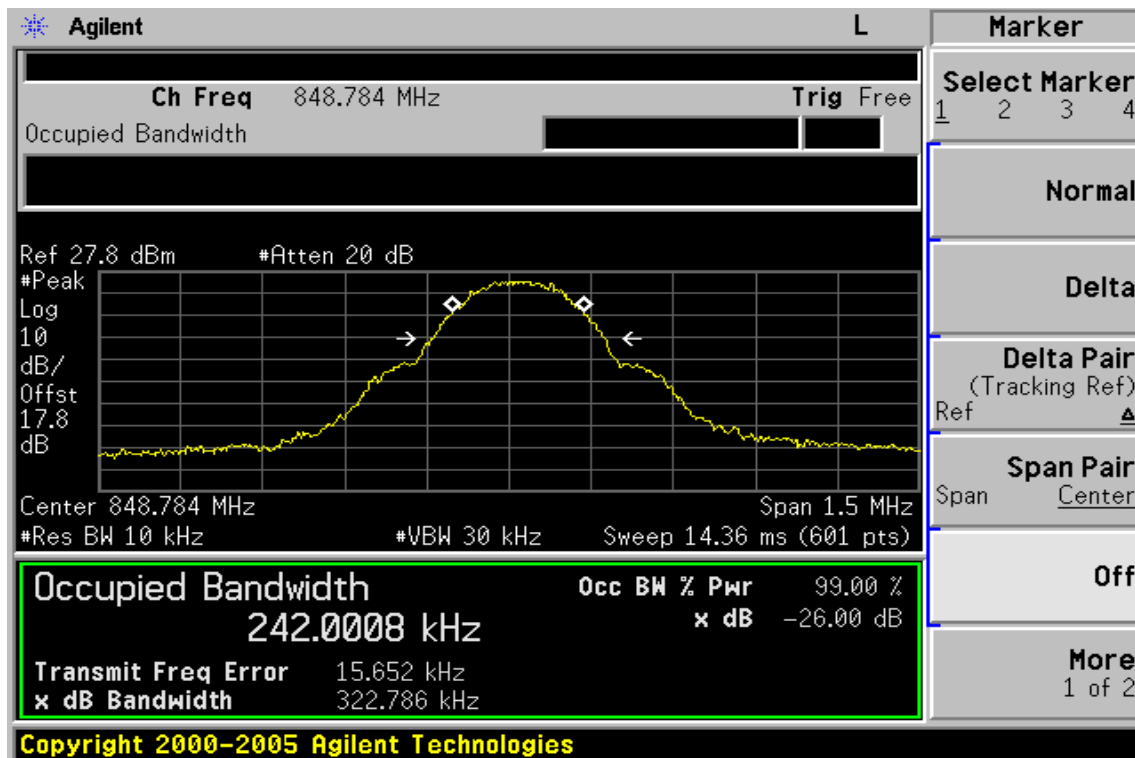 Agilent L
Ch Freq 848.784 MHz Trig Free
Occupied Bandwidth
Ref 27.8 dBm #Atten 20 dB
#Peak
Log
10
dB/
Offst
17.8
dB
Center 848.784 MHz Span 1.5 MHz
#Res BW 10 kHz #VBW 30 kHz Sweep 14.36 ms (601 pts)
Occupied Bandwidth
242.0008 kHz
Occ BW % Pwr 99.00 %
x dB -26.00 dB
Transmit Freq Error 15.652 kHz
x dB Bandwidth 322.786 kHz
Copyright 2000-2005 Agilent Technologies
Marker
Select Marker
1 2 3 4
Normal
Delta
Delta Pair
(Tracking Ref)
Ref Δ
Span Pair
Span Center
Off
More
1 of 2